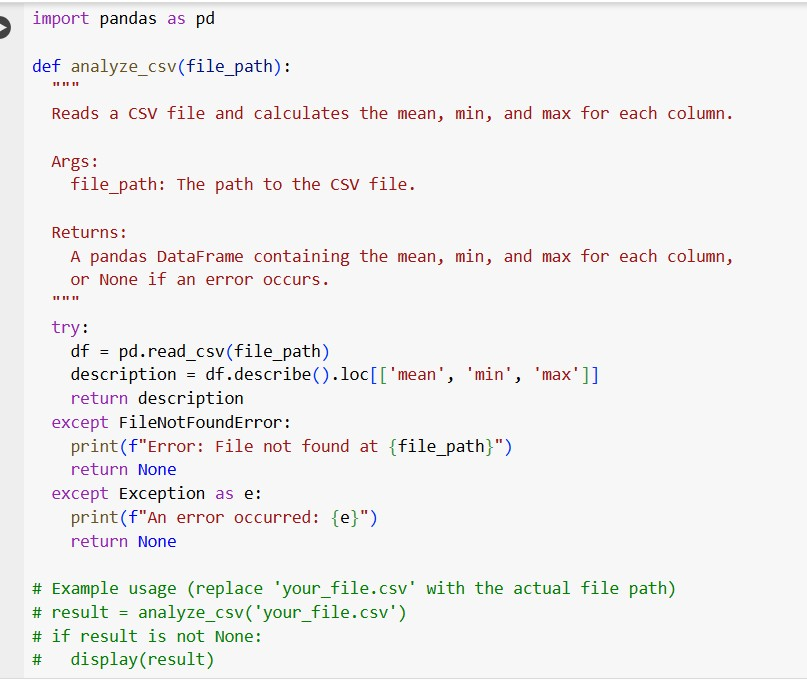 import pandas as pd

def analyze_csv(file_path):
  """
  Reads a CSV file and calculates the mean, min, and max for each column.

  Args:
    file_path: The path to the CSV file.

  Returns:
    A pandas DataFrame containing the mean, min, and max for each column,
    or None if an error occurs.
  """
  try:
    df = pd.read_csv(file_path)
    description = df.describe().loc[['mean', 'min', 'max']]
    return description
  except FileNotFoundError:
    print(f"Error: File not found at {file_path}")
    return None
  except Exception as e:
    print(f"An error occurred: {e}")
    return None

# Example usage (replace 'your_file.csv' with the actual file path)
# result = analyze_csv('your_file.csv')
# if result is not None:
#   display(result)